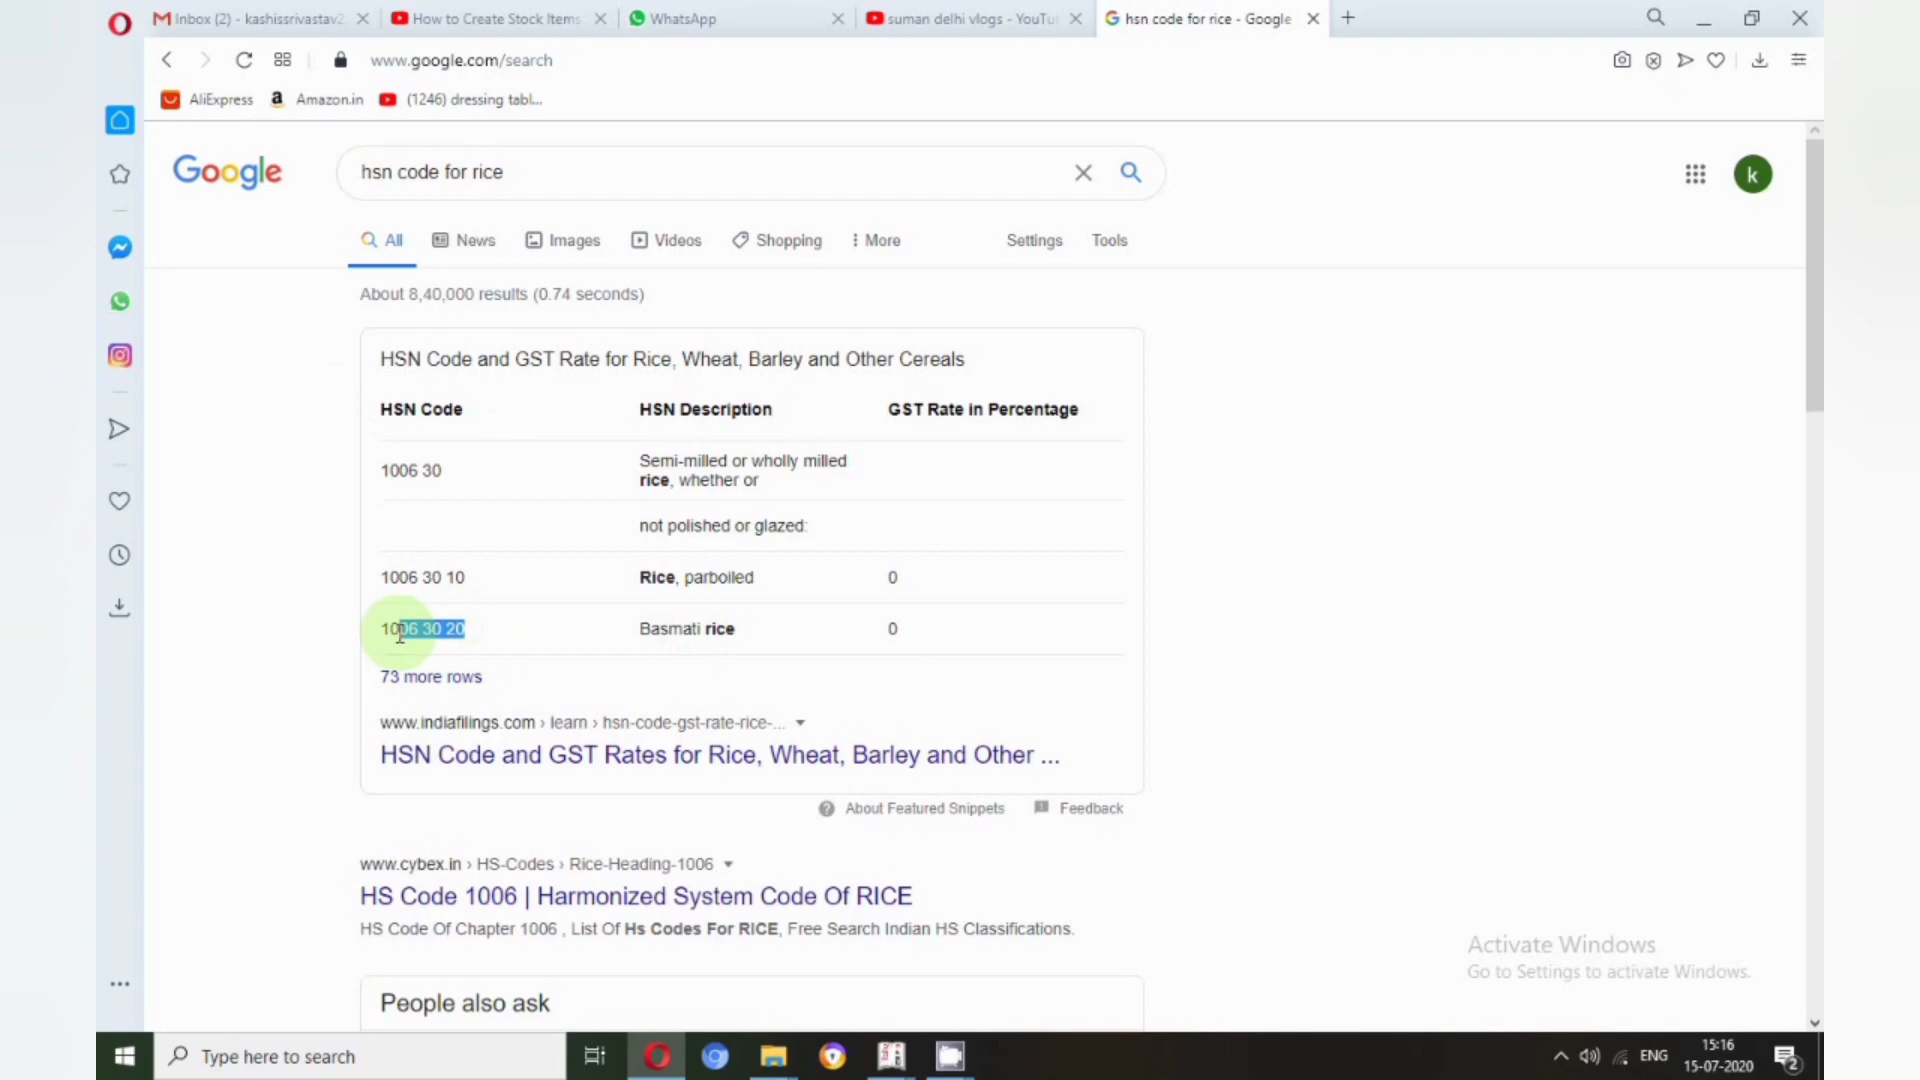 Inbox (2) - kashissrivastav2
How to Create Stock Items
WhatsApp
suman delhi vlogs - YouTu
hsn code for rice - Google
www.google.com/search
AliExpress
Amazon.in
(1246) dressing tabl...
Google
hsn code for rice
k
All
News
Images
Videos
Shopping
More
Settings
Tools
About 8,40,000 results (0.74 seconds)
HSN Code and GST Rate for Rice, Wheat, Barley and Other Cereals
HSN Code HSN Description GST Rate in Percentage
1006 30 Semi-milled or wholly milled
rice, whether or
not polished or glazed:
1006 30 10 Rice, parboiled 0
1006 30 20 Basmati rice 0
73 more rows
www.indiafilings.com › learn › hsn-code-gst-rate-rice-...
HSN Code and GST Rates for Rice, Wheat, Barley and Other ...
About Featured Snippets
Feedback
www.cybex.in › HS-Codes › Rice-Heading-1006
HS Code 1006 | Harmonized System Code Of RICE
HS Code Of Chapter 1006 , List Of Hs Codes For RICE, Free Search Indian HS Classifications.
People also ask
Activate Windows
Go to Settings to activate Windows.
Type here to search
ENG
15:16
15-07-2020
2